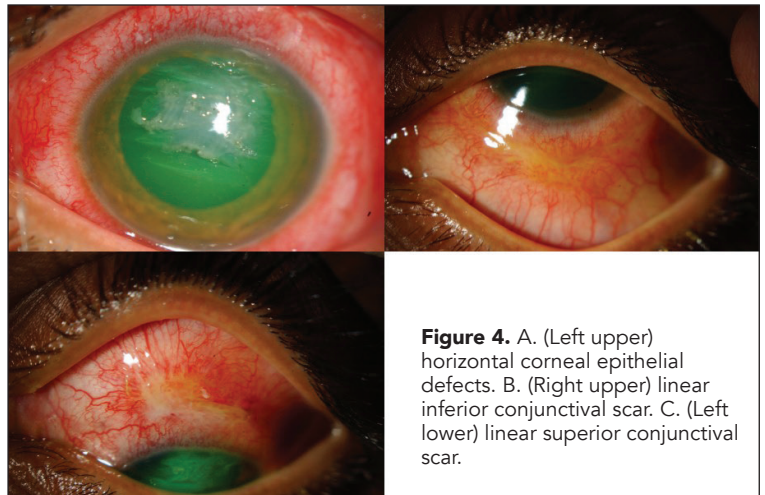 Figure 4. A. (Left upper)
horizontal corneal epithelial
defects. B. (Right upper) linear
inferior conjunctival scar. C. (Left
lower) linear superior conjunctival
scar.